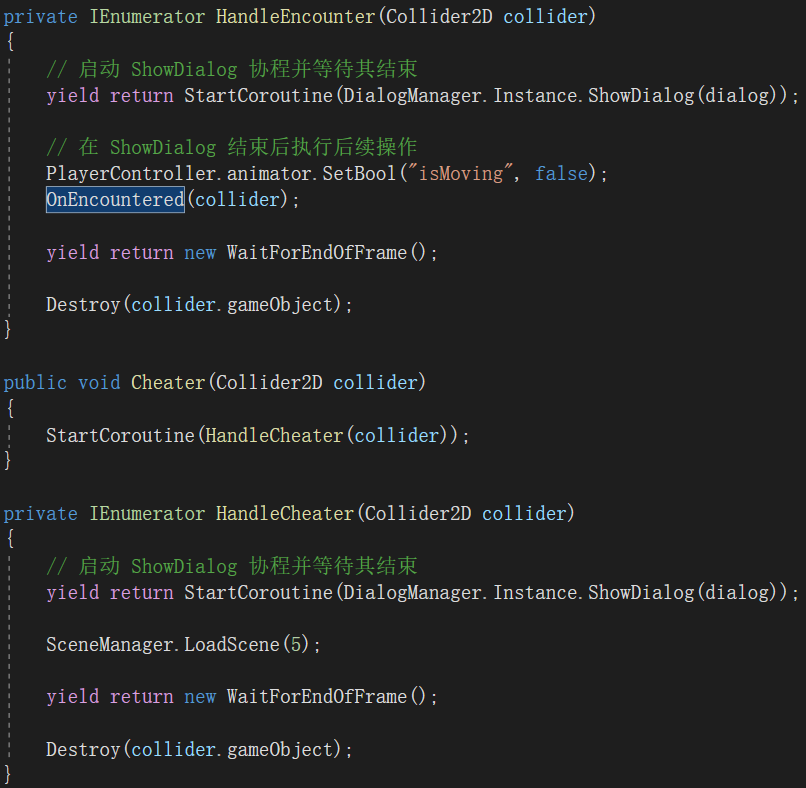 private IEnumerator HandleEncounter(Collider2D collider)
{
    // 启动 ShowDialog 协程并等待其结束
    yield return StartCoroutine(DialogManager.Instance.ShowDialog(dialog));
    // 在 ShowDialog 结束后执行后续操作
    PlayerController.animator.SetBool("isMoving", false);
    OnEncountered(collider);
    yield return new WaitForEndOfFrame();
    Destroy(collider.gameObject);
}
public void Cheater(Collider2D collider)
{
    StartCoroutine(HandleCheater(collider));
}
private IEnumerator HandleCheater(Collider2D collider)
{
    // 启动 ShowDialog 协程并等待其结束
    yield return StartCoroutine(DialogManager.Instance.ShowDialog(dialog));
    SceneManager.LoadScene(5);
    yield return new WaitForEndOfFrame();
    Destroy(collider.gameObject);
}